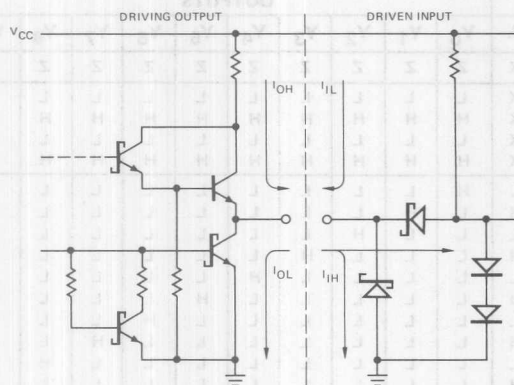 DRIVING OUTPUT
DRIVEN INPUT
VCC
IOH
IIL
IOL
IIH